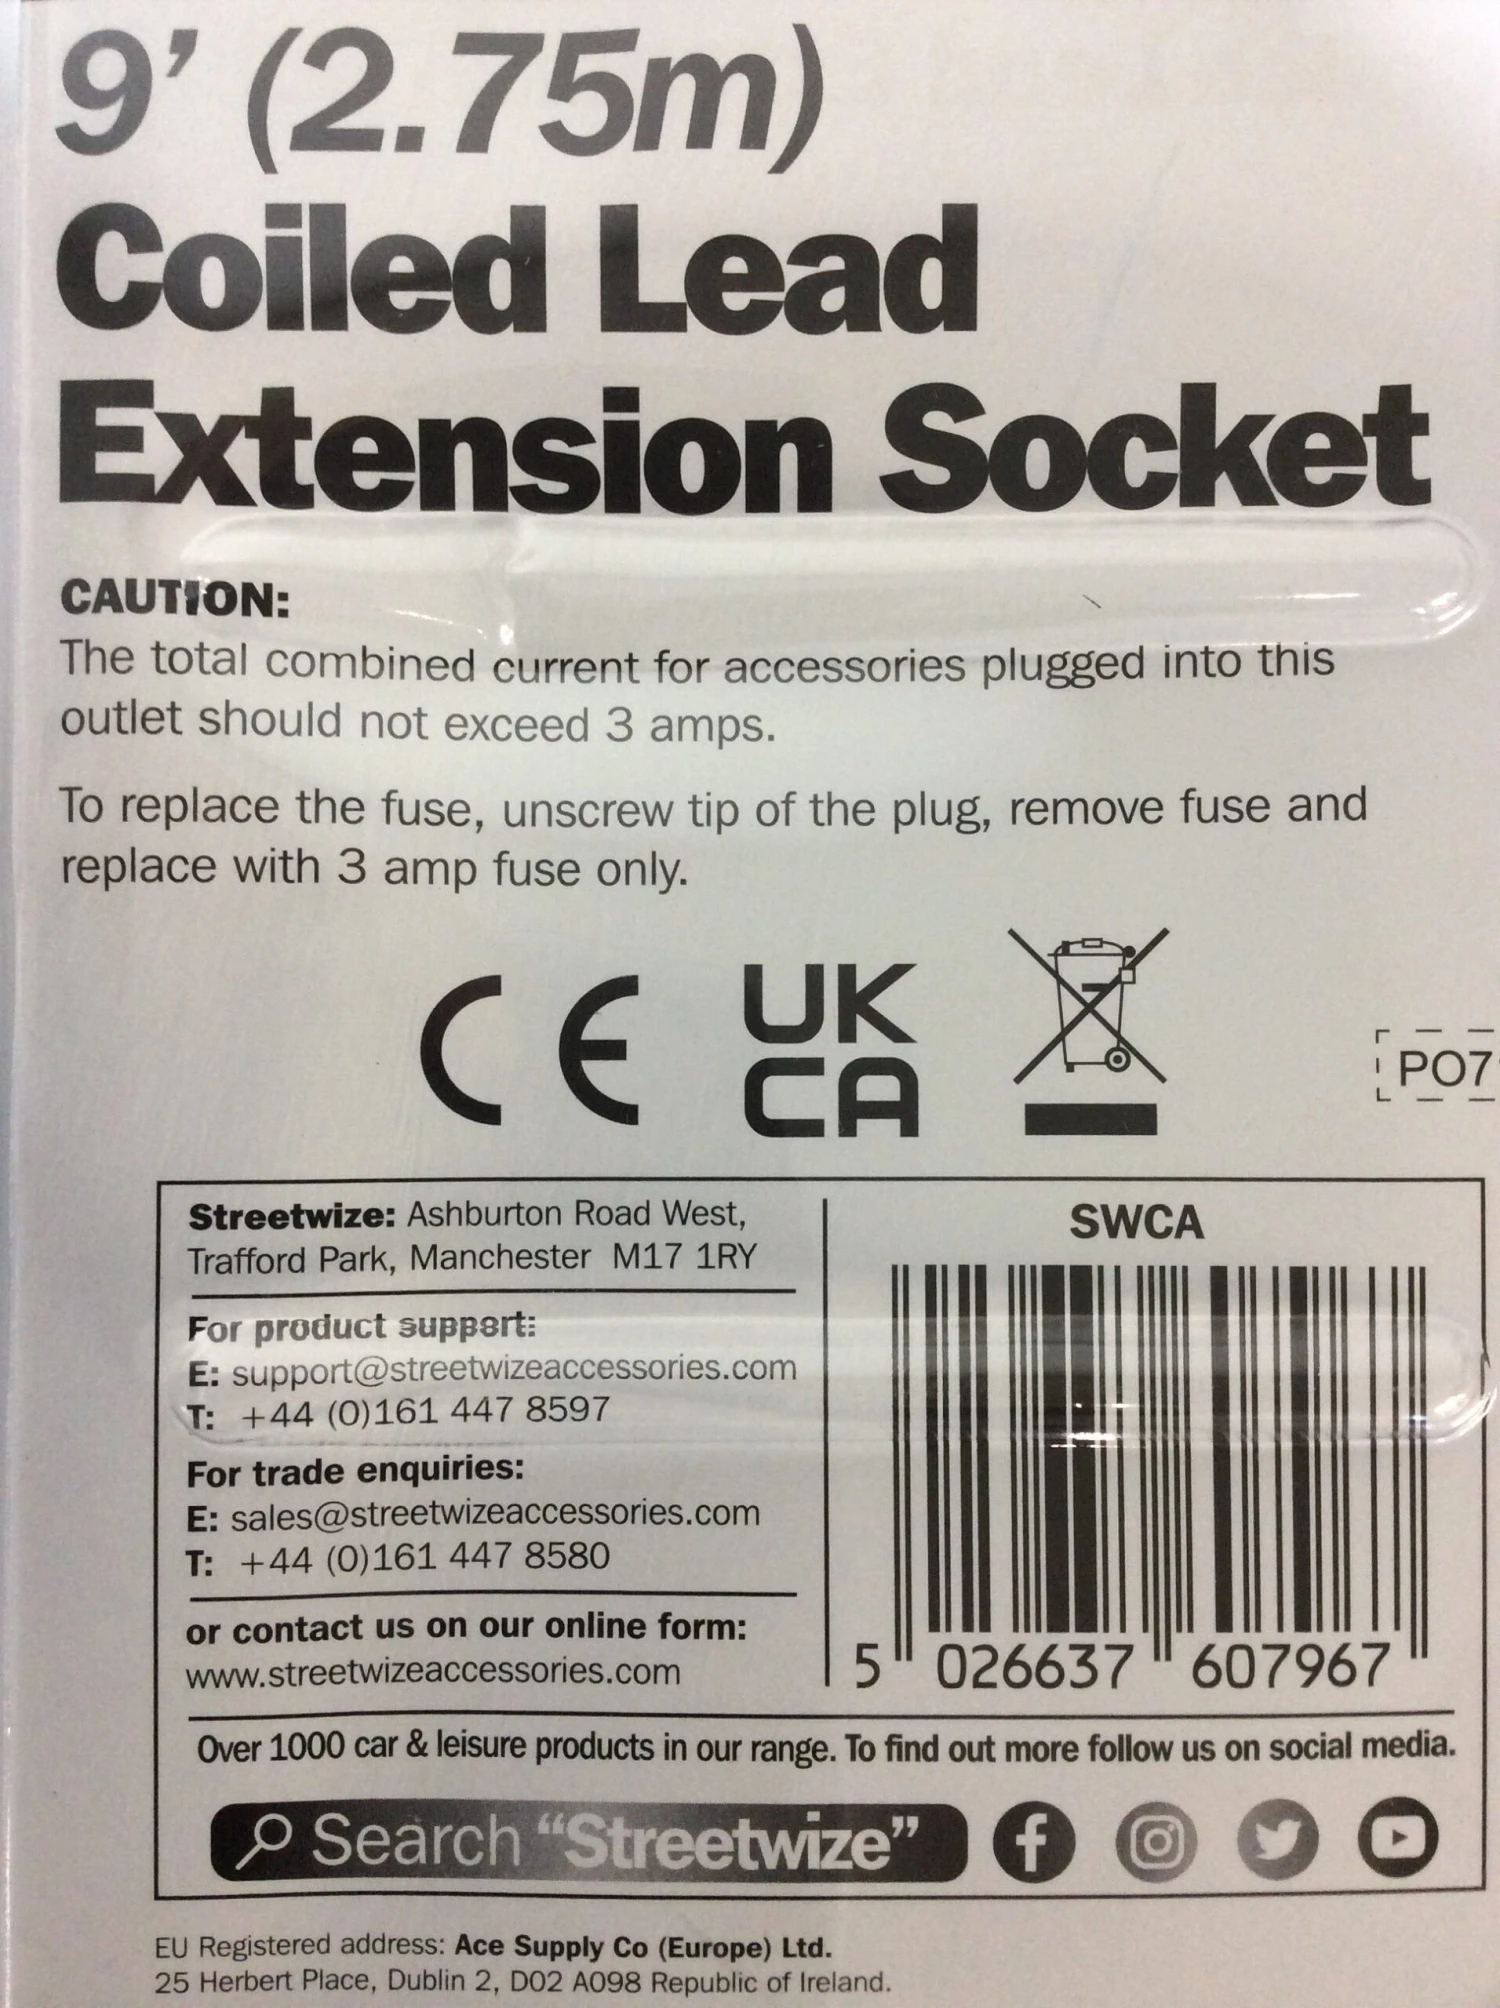 9’ (2.75m)
Coiled Lead
Extension Socket
CAUTION:
The total combined current for accessories plugged into this
outlet should not exceed 3 amps.
To replace the fuse, unscrew tip of the plug, remove fuse and
replace with 3 amp fuse only.
CE
UK
CA
PO7
Streetwize: Ashburton Road West,
Trafford Park, Manchester M17 1RY
For product support:
E: support@streetwizeaccessories.com
T: +44 (0)161 447 8597
For trade enquiries:
E: sales@streetwizeaccessories.com
T: +44 (0)161 447 8580
or contact us on our online form:
www.streetwizeaccessories.com
SWCA
5 026637 607967
Over 1000 car & leisure products in our range. To find out more follow us on social media.
Search “Streetwize”
EU Registered address: Ace Supply Co (Europe) Ltd.
25 Herbert Place, Dublin 2, D02 A098 Republic of Ireland.